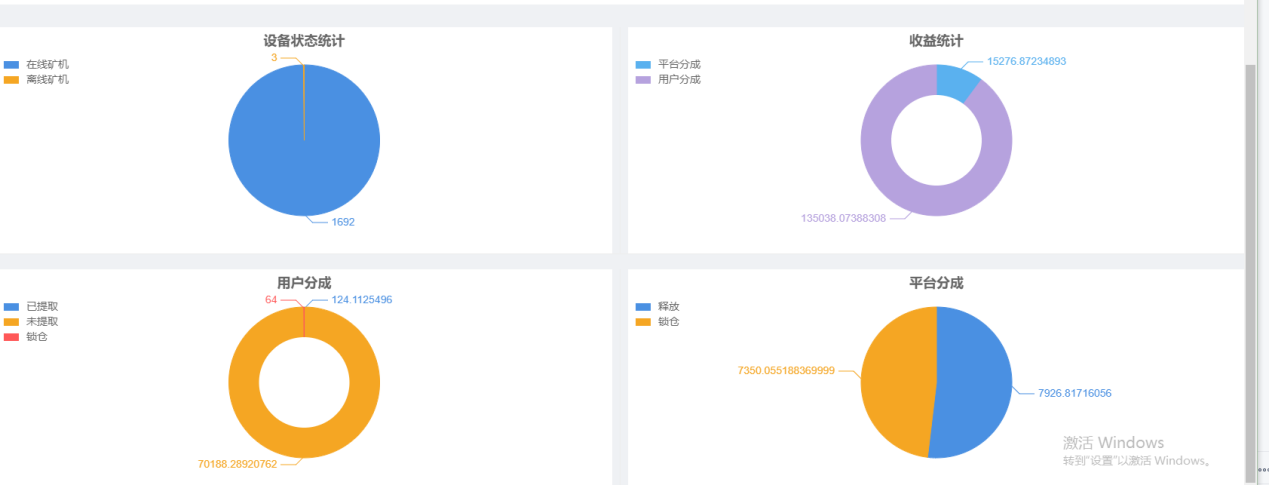 设备状态统计
在线矿机
离线矿机
3
1692
收益统计
平台分成
用户分成
15276.87234893
135038.07388308
用户分成
已提取
未提取
锁仓
64
124.1125496
70188.28920762
平台分成
释放
锁仓
7350.055188369999
7926.81716056
激活 Windows
转到"设置"以激活 Windows。